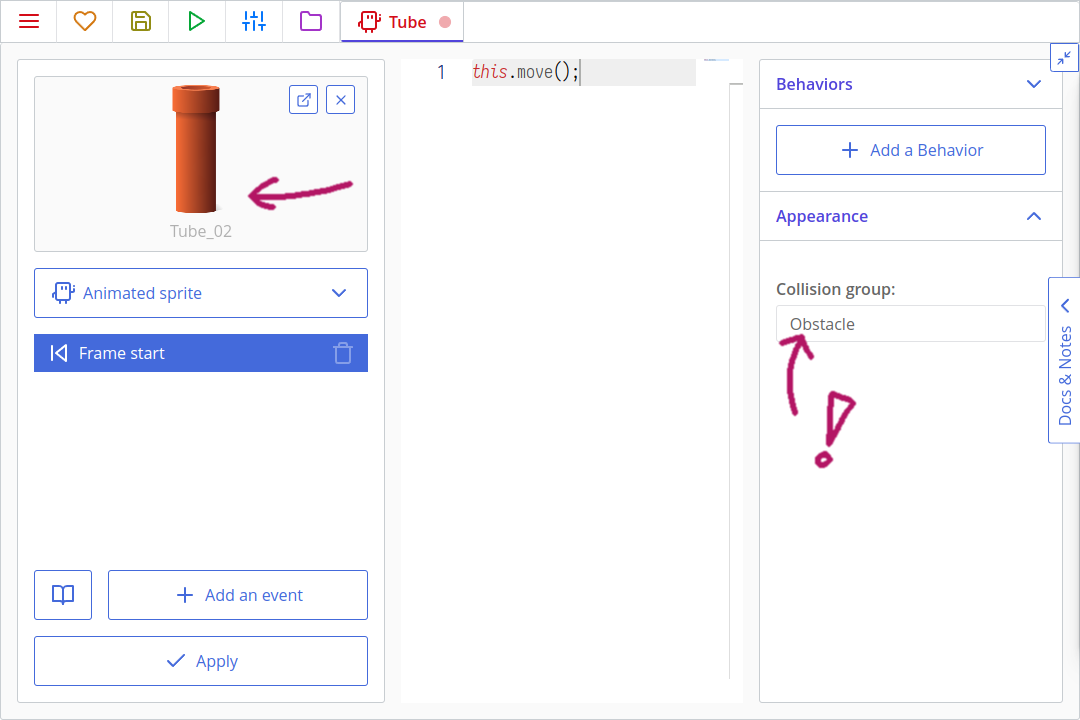 Tube
Tube_02
Animated sprite
Frame start
Add an event
Apply
1 this.move();
Behaviors
Add a Behavior
Appearance
Collision group:
Obstacle
!
Docs & Notes